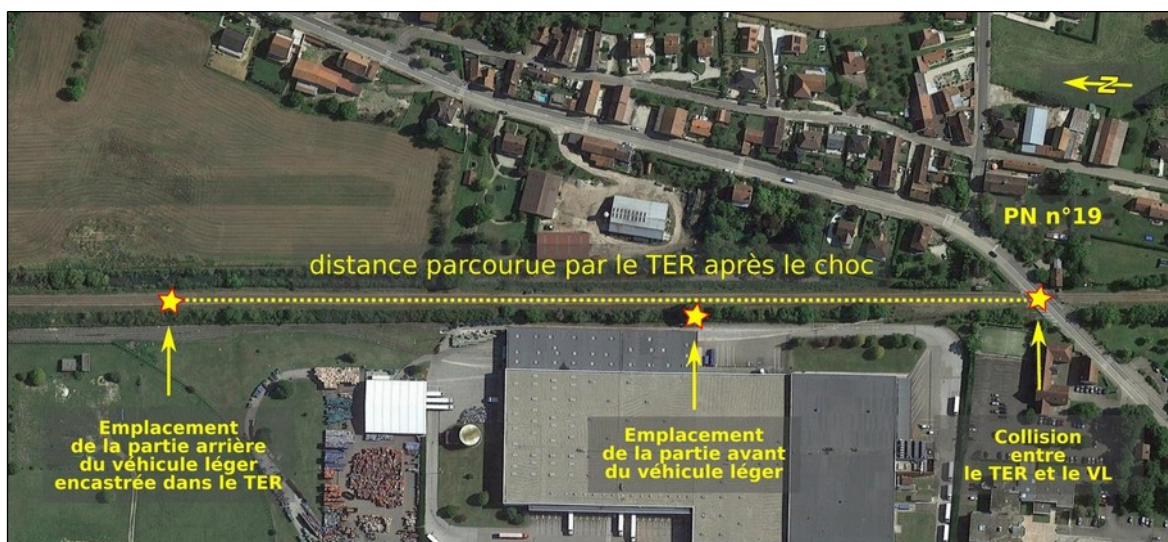 N
PN n°19
distance parcourue par le TER après le choc
Emplacement
de la partie arrière
du véhicule léger
encastrée dans le TER
Emplacement
de la partie avant
du véhicule léger
Collision
entre
le TER et le VL